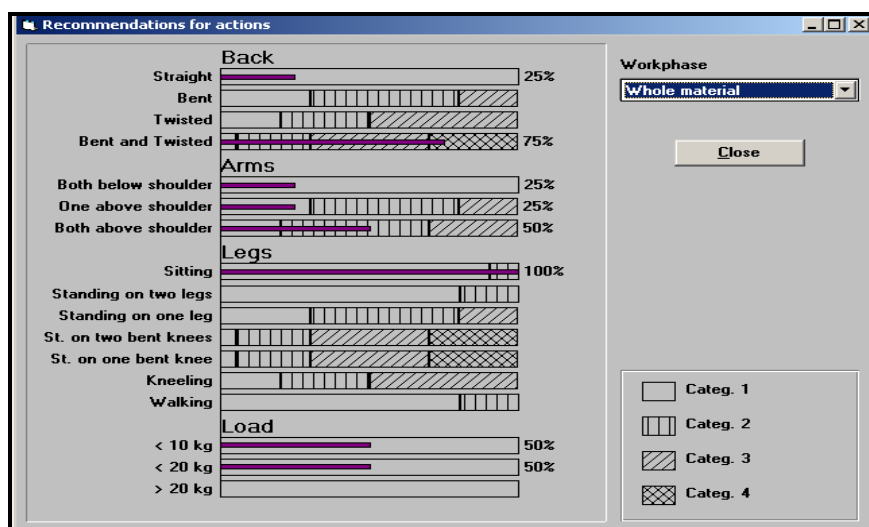 Recommendations for actions
Back
Straight 25%
Bent
Twisted
Bent and Twisted 75%
Arms
Both below shoulder 25%
One above shoulder 25%
Both above shoulder 50%
Legs
Sitting 100%
Standing on two legs
Standing on one leg
St. on two bent knees
St. on one bent knee
Kneeling
Walking
Load
< 10 kg 50%
< 20 kg 50%
> 20 kg
Workphase
Whole material
Close
Categ. 1
Categ. 2
Categ. 3
Categ. 4